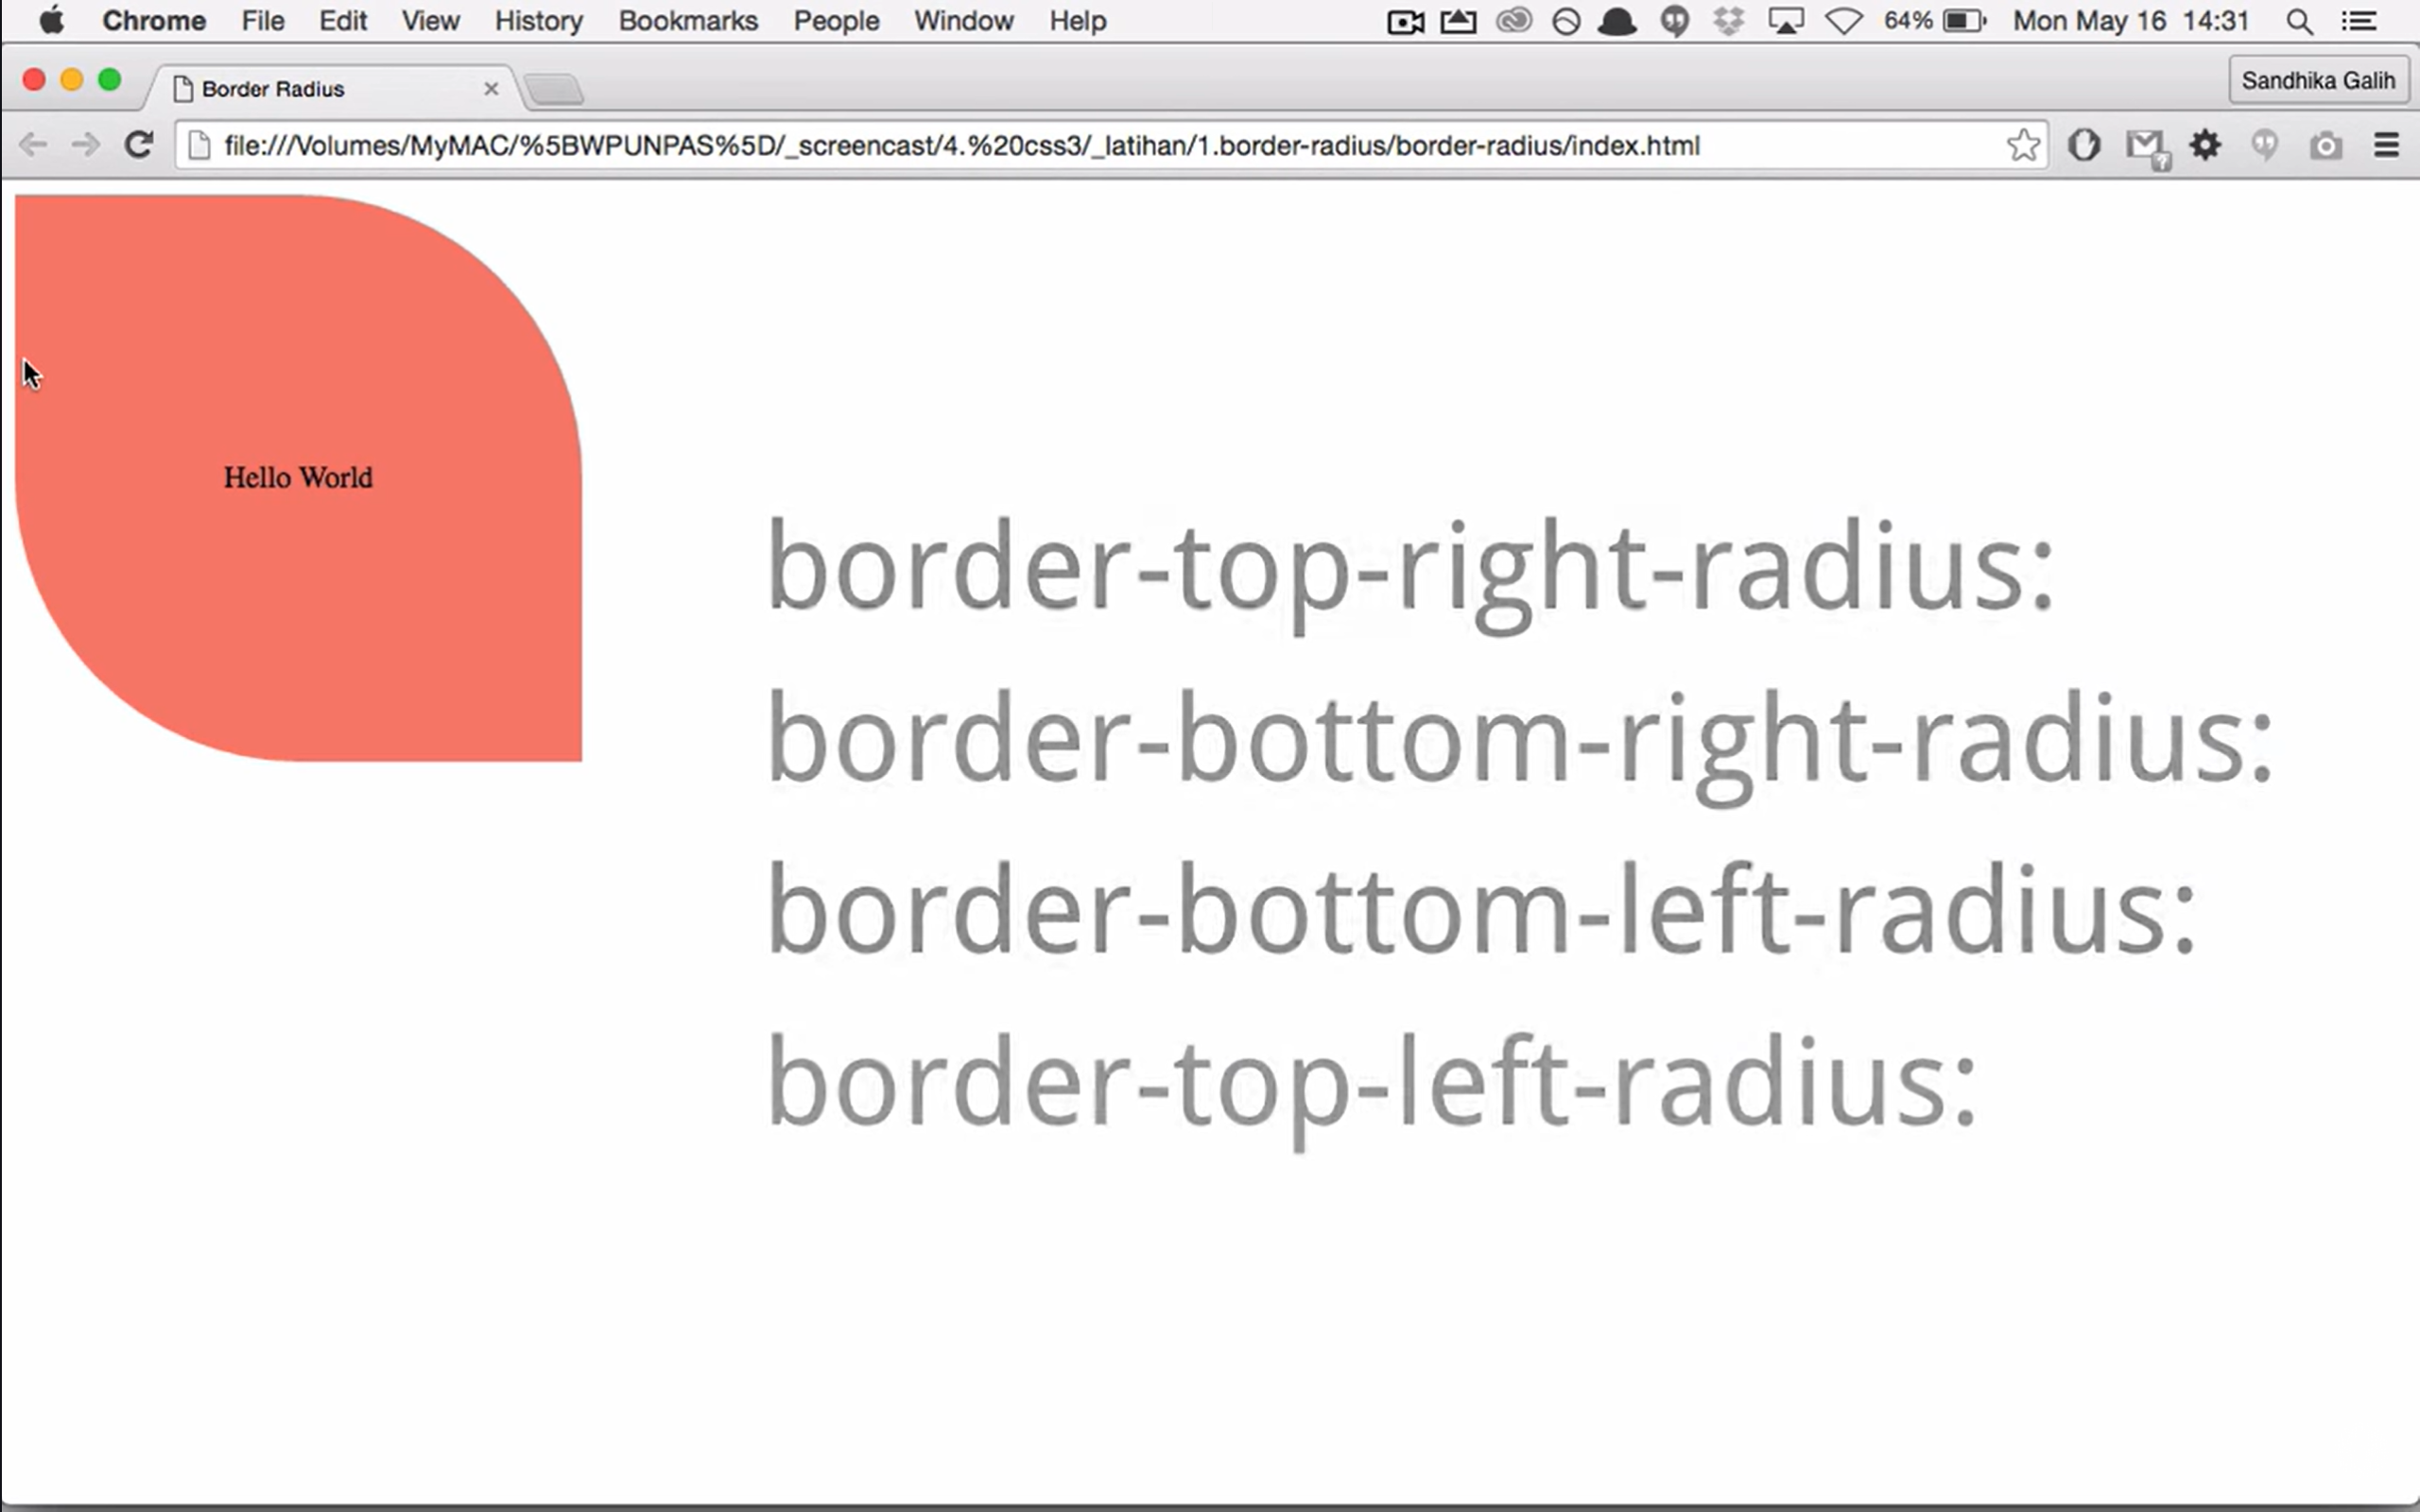 Chrome File Edit View History Bookmarks People Window Help 64% Mon May 16 14:31
Border Radius Sandhika Galih
file:///Volumes/MyMAC/%5BWPUNPAS%5D/_screencast/4.%20css3/_latihan/1.border-radius/border-radius/index.html
Hello World
border-top-right-radius:
border-bottom-right-radius:
border-bottom-left-radius:
border-top-left-radius: